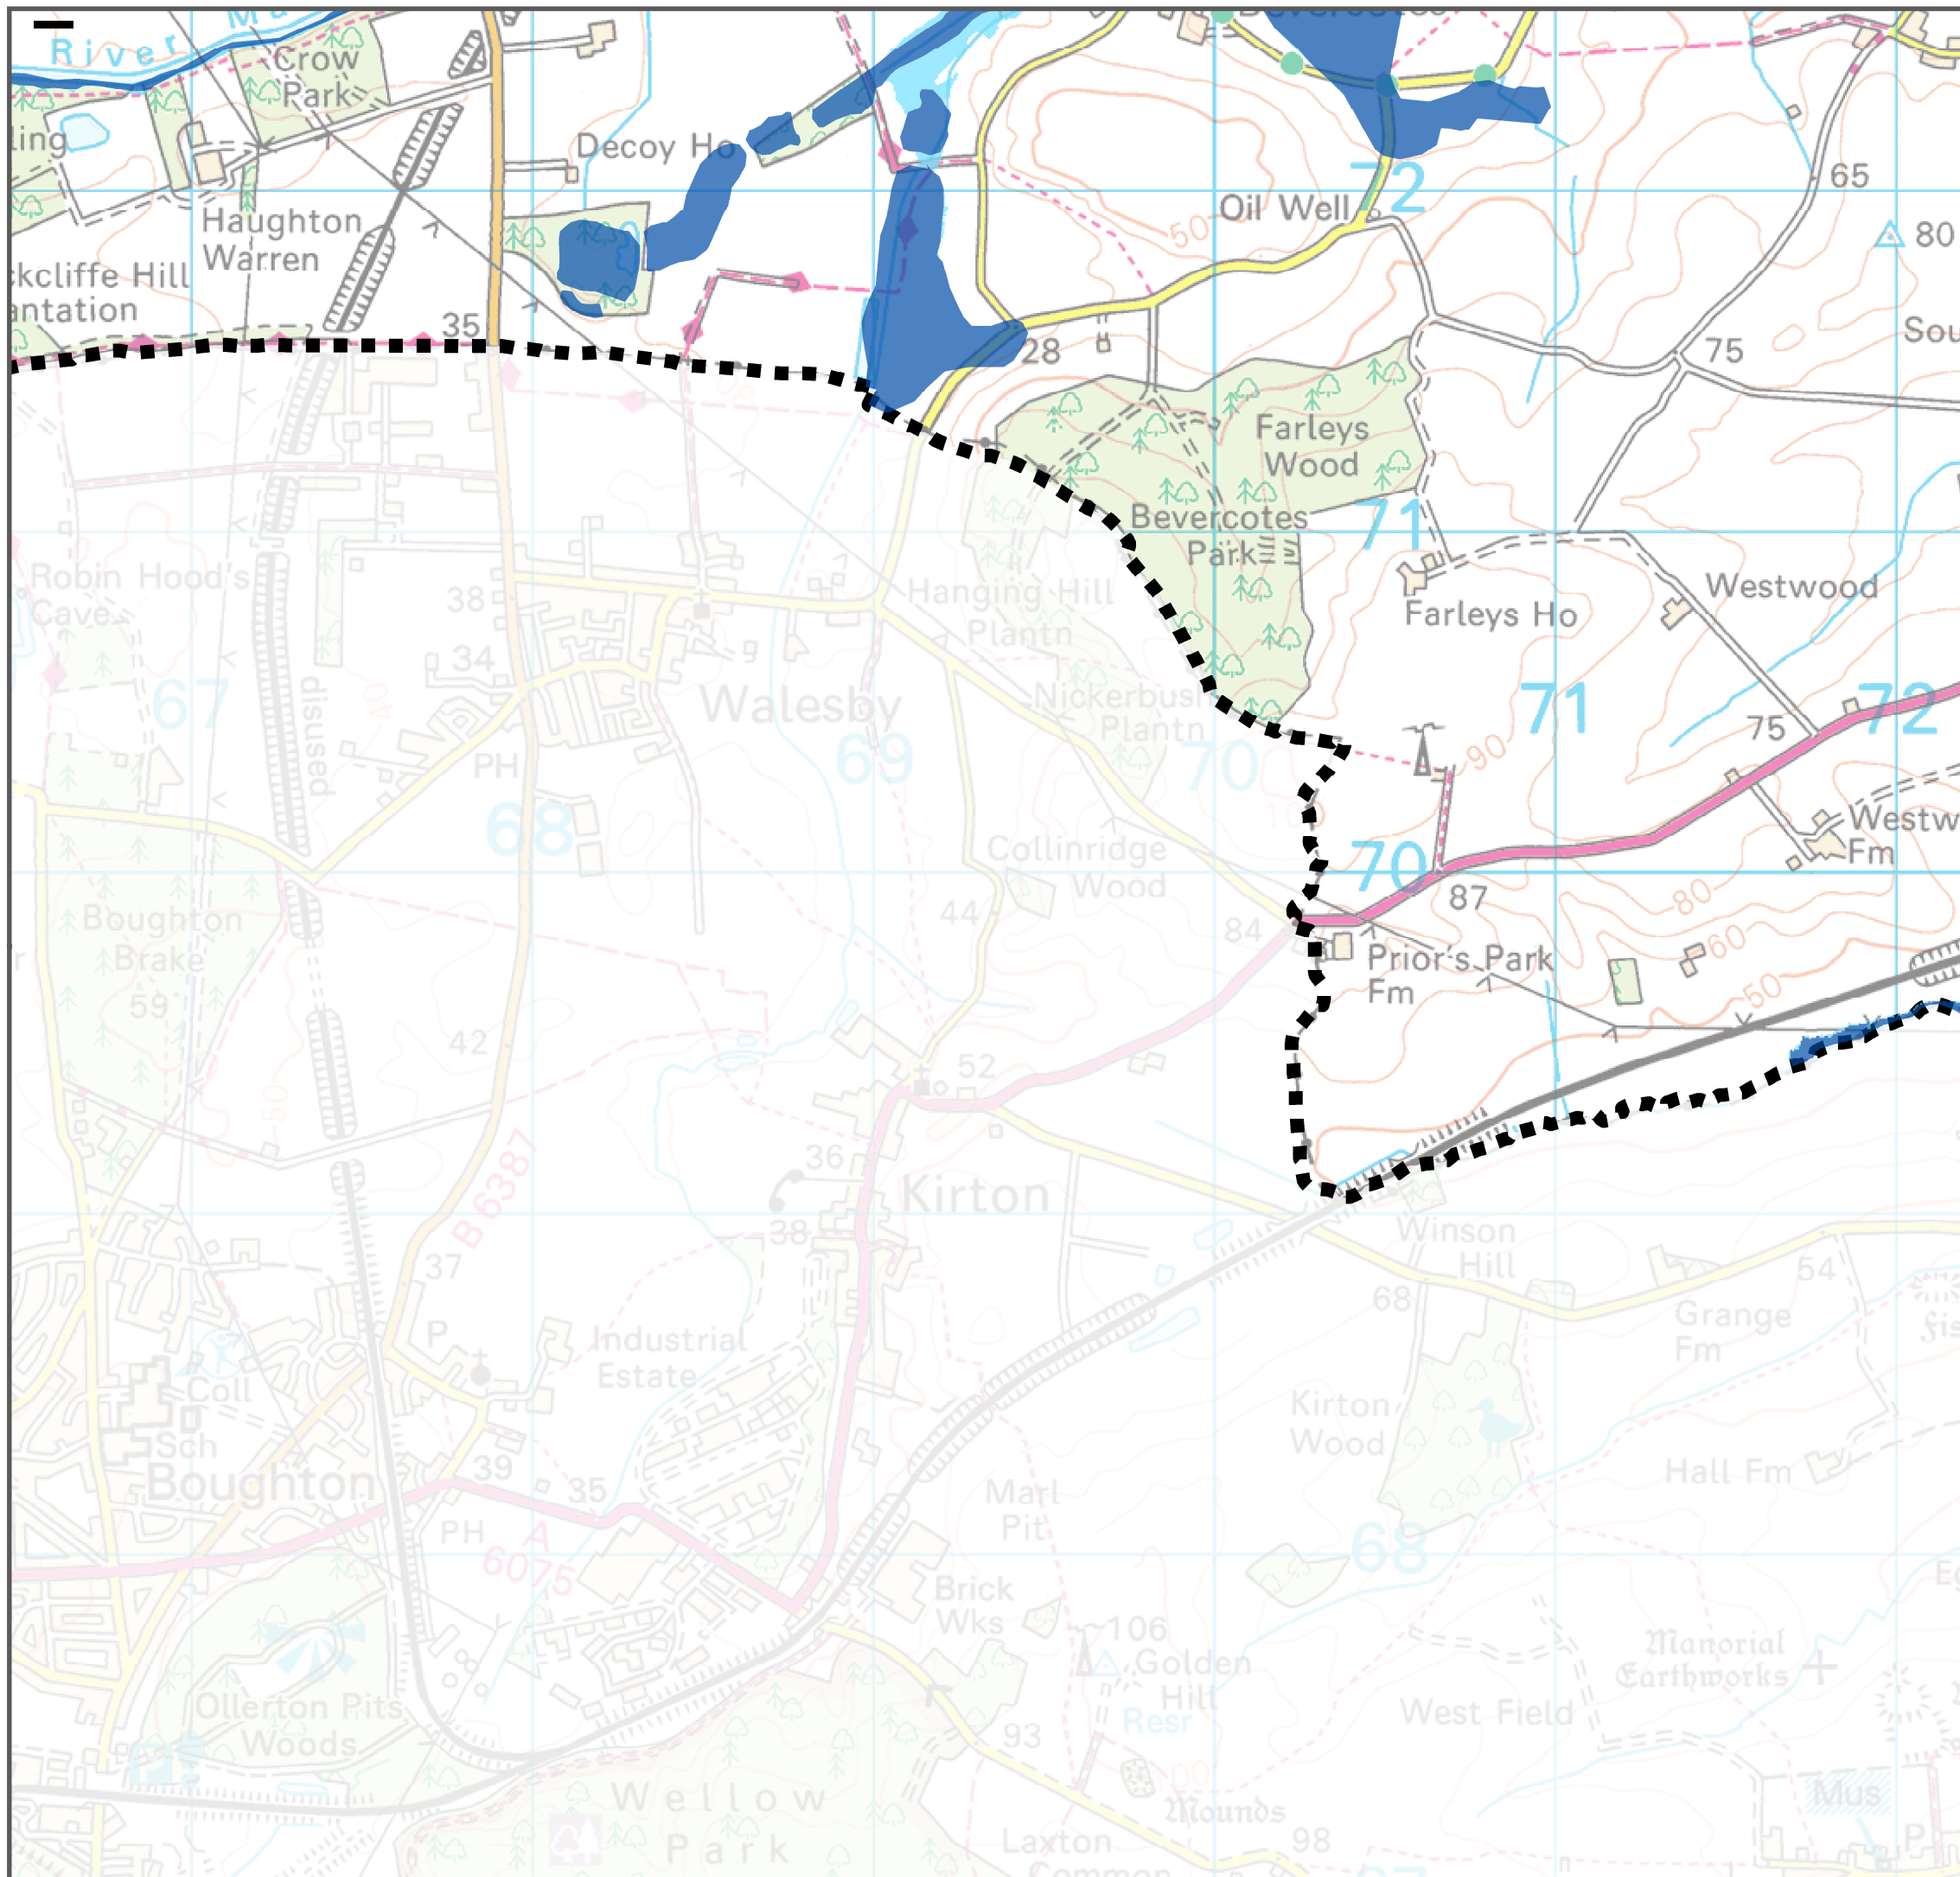 River
Crow
Park
Decoy Ho
Haughton
Warren
35
28
Oil Well
72
50
65
80
75
Farleys
Wood
Bevercotes
Park
71
Farleys Ho
Westwood
71
72
75
90
70
87
Prior's Park
Fm
Fm
80
60
50
Robin Hood's
Cave
38
34
40
67
disused
PH
68
Walesby
69
Hanging Hill
Plantn
Nickerbush
Plantn
70
Collinridge
Wood
44
84
Boughton
Brake
59
50
42
52
36
Kirton
38
B 6387
37
P
Industrial
Estate
Coll
Sch
Boughton
39
35
PH
A
6075
Winson
Hill
68
54
Grange
Fm
Kirton
Wood
Hall Fm
Marl
Pit
68
Brick
Wks
106
Golden
Hill
Resr
Manorial
Earthworks
West Field
Ollerton Pits
Woods
P
93
Wellow
Park
Mounds
Laxton
Common
98
Mus
P